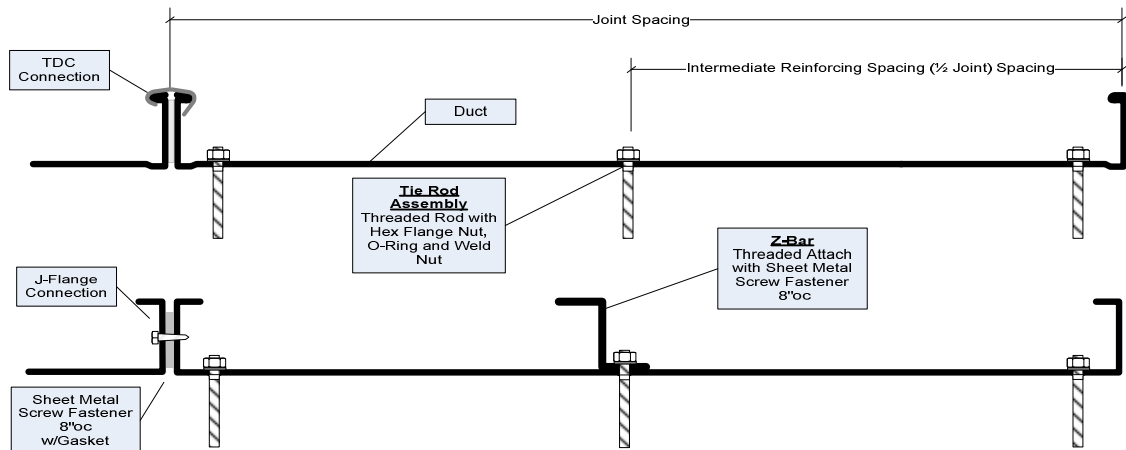 Joint Spacing
TDC
Connection
Intermediate Reinforcing Spacing (½ Joint) Spacing
Duct
Tie Rod
Assembly
Threaded Rod with
Hex Flange Nut,
O-Ring and Weld
Nut
Z-Bar
Threaded Attach
with Sheet Metal
Screw Fastener
8"oc
J-Flange
Connection
Sheet Metal
Screw Fastener
8"oc
w/Gasket